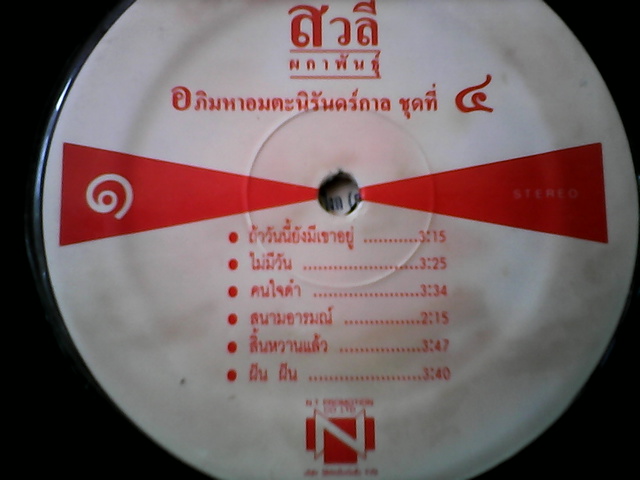 สวลี
ผกาพันธุ์
อภิมหาอมตะนิรันดร์กาล ชุดที่ ๔
๑
STEREO
ถ้าวันนี้ยังมีเขาอยู่ ..........3:15
ไม่มีวัน .....................3:25
คนใจดำ ...................3:34
สนามอารมณ์ ..............2:15
สิ้นหวานแล้ว ...............3:47
ฝัน ฝัน ....................3:40
N.T. PROMOTION
CO. LTD.
N